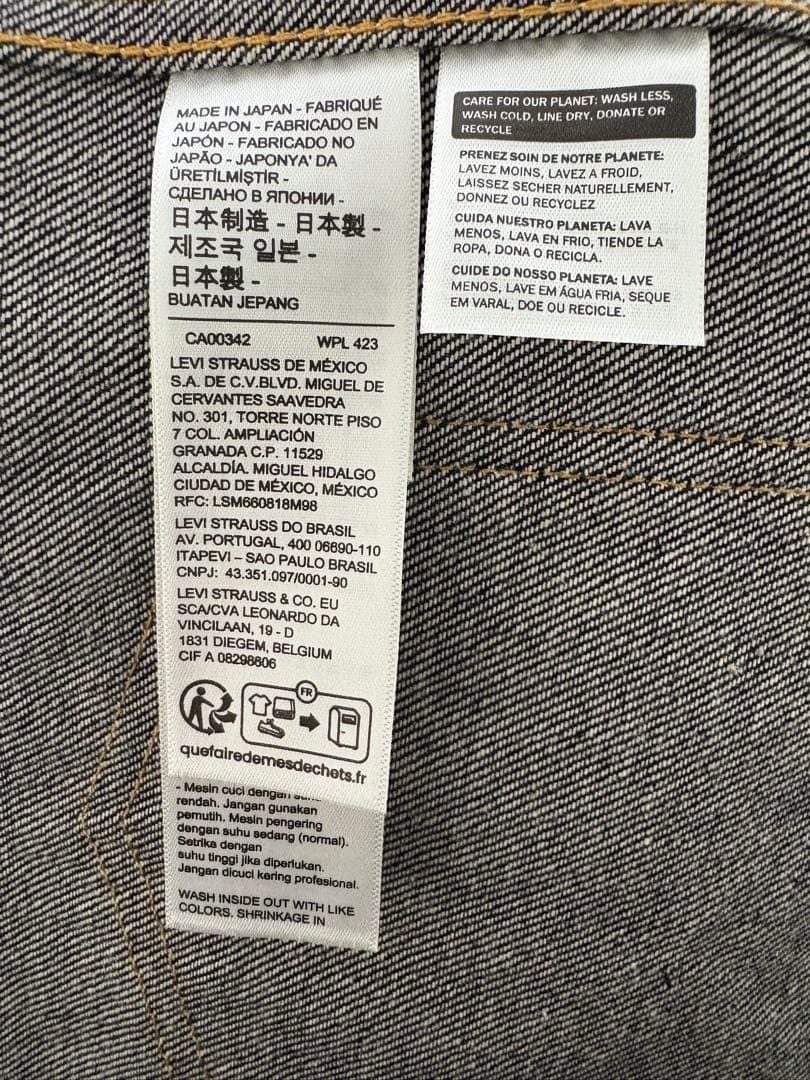 MADE IN JAPAN - FABRIQUÉ
AU JAPON - FABRICADO EN
JAPÓN - FABRICADO NO
JAPÃO - JAPONYA' DA
ÜRETİLMİŞTİR -
СДЕЛАНО В ЯПОНИИ -
日本制造 - 日本製 -
제조국 일본 -
日本製 -
BUATAN JEPANG
CA00342 WPL 423
LEVI STRAUSS DE MÉXICO
S.A. DE C.V.BLVD. MIGUEL DE
CERVANTES SAAVEDRA
NO. 301, TORRE NORTE PISO
7 COL. AMPLIACIÓN
GRANADA C.P. 11529
ALCALDÍA. MIGUEL HIDALGO
CIUDAD DE MÉXICO, MÉXICO
RFC: LSM660818M98
LEVI STRAUSS DO BRASIL
AV. PORTUGAL, 400 06690-110
ITAPEVI – SAO PAULO BRASIL
CNPJ: 43.351.097/0001-90
LEVI STRAUSS & CO. EU
SCA/CVA LEONARDO DA
VINCILAAN, 19 - D
1831 DIEGEM, BELGIUM
CIF A 08298606
FR
quefairedemesdechets.fr
- Mesin cuci dengan
rendah. Jangan gunakan
pemutih. Mesin pengering
dengan suhu sedang (normal).
Setrika dengan
suhu tinggi jika diperlukan.
Jangan dicuci kering profesional.
WASH INSIDE OUT WITH LIKE
COLORS. SHRINKAGE IN
CARE FOR OUR PLANET: WASH LESS,
WASH COLD, LINE DRY, DONATE OR
RECYCLE
PRENEZ SOIN DE NOTRE PLANETE:
LAVEZ MOINS, LAVEZ A FROID,
LAISSEZ SECHER NATURELLEMENT,
DONNEZ OU RECYCLEZ
CUIDA NUESTRO PLANETA: LAVA
MENOS, LAVA EN FRIO, TIENDE LA
ROPA, DONA O RECICLA.
CUIDE DO NOSSO PLANETA: LAVE
MENOS, LAVE EM ÁGUA FRIA, SEQUE
EM VARAL, DOE OU RECICLE.